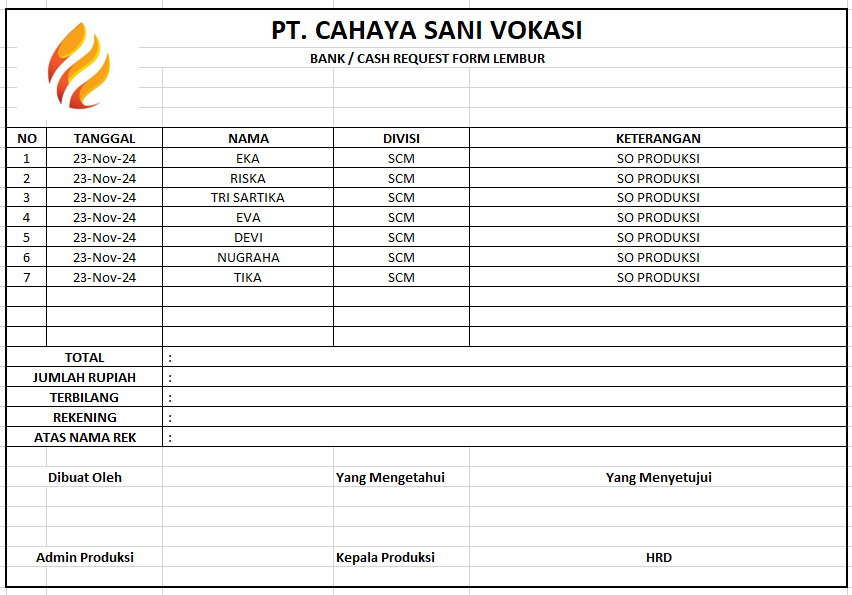 PT. CAHAYA SANI VOKASI
BANK / CASH REQUEST FORM LEMBUR
NO TANGGAL NAMA DIVISI KETERANGAN
1 23-Nov-24 EKA SCM SO PRODUKSI
2 23-Nov-24 RISKA SCM SO PRODUKSI
3 23-Nov-24 TRI SARTIKA SCM SO PRODUKSI
4 23-Nov-24 EVA SCM SO PRODUKSI
5 23-Nov-24 DEVI SCM SO PRODUKSI
6 23-Nov-24 NUGRAHA SCM SO PRODUKSI
7 23-Nov-24 TIKA SCM SO PRODUKSI
TOTAL :
JUMLAH RUPIAH :
TERBILANG :
REKENING :
ATAS NAMA REK :
Dibuat Oleh Yang Mengetahui Yang Menyetujui
Admin Produksi Kepala Produksi HRD